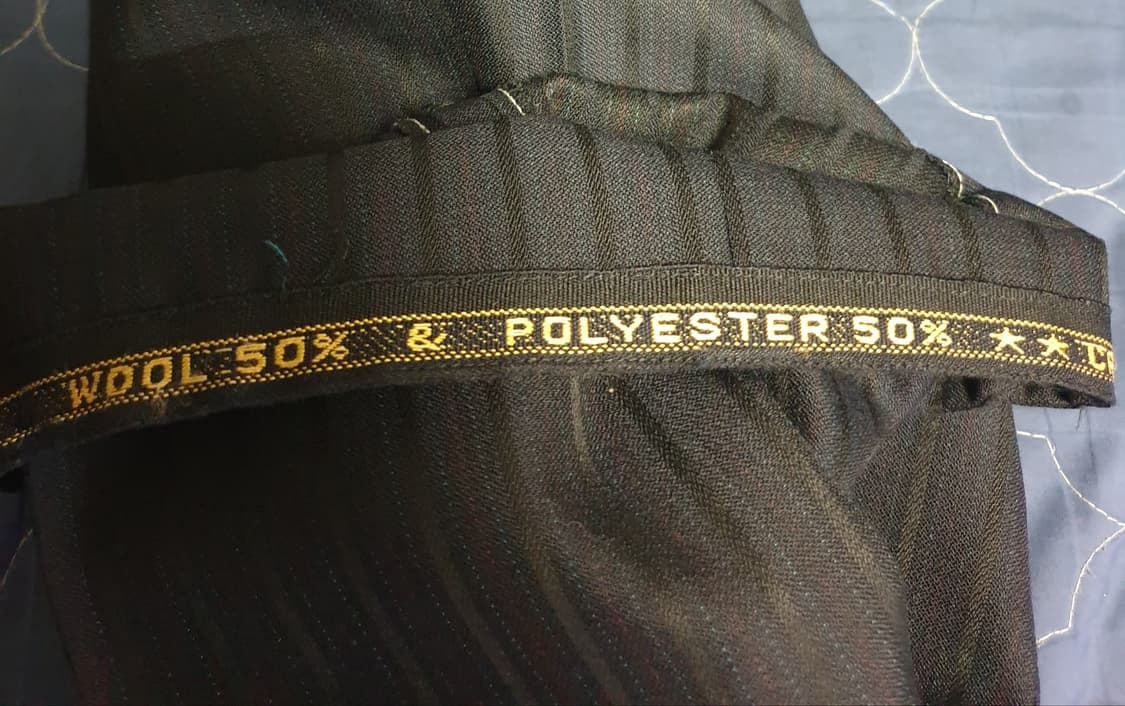 WOOL 50% & POLYESTER 50% ★★